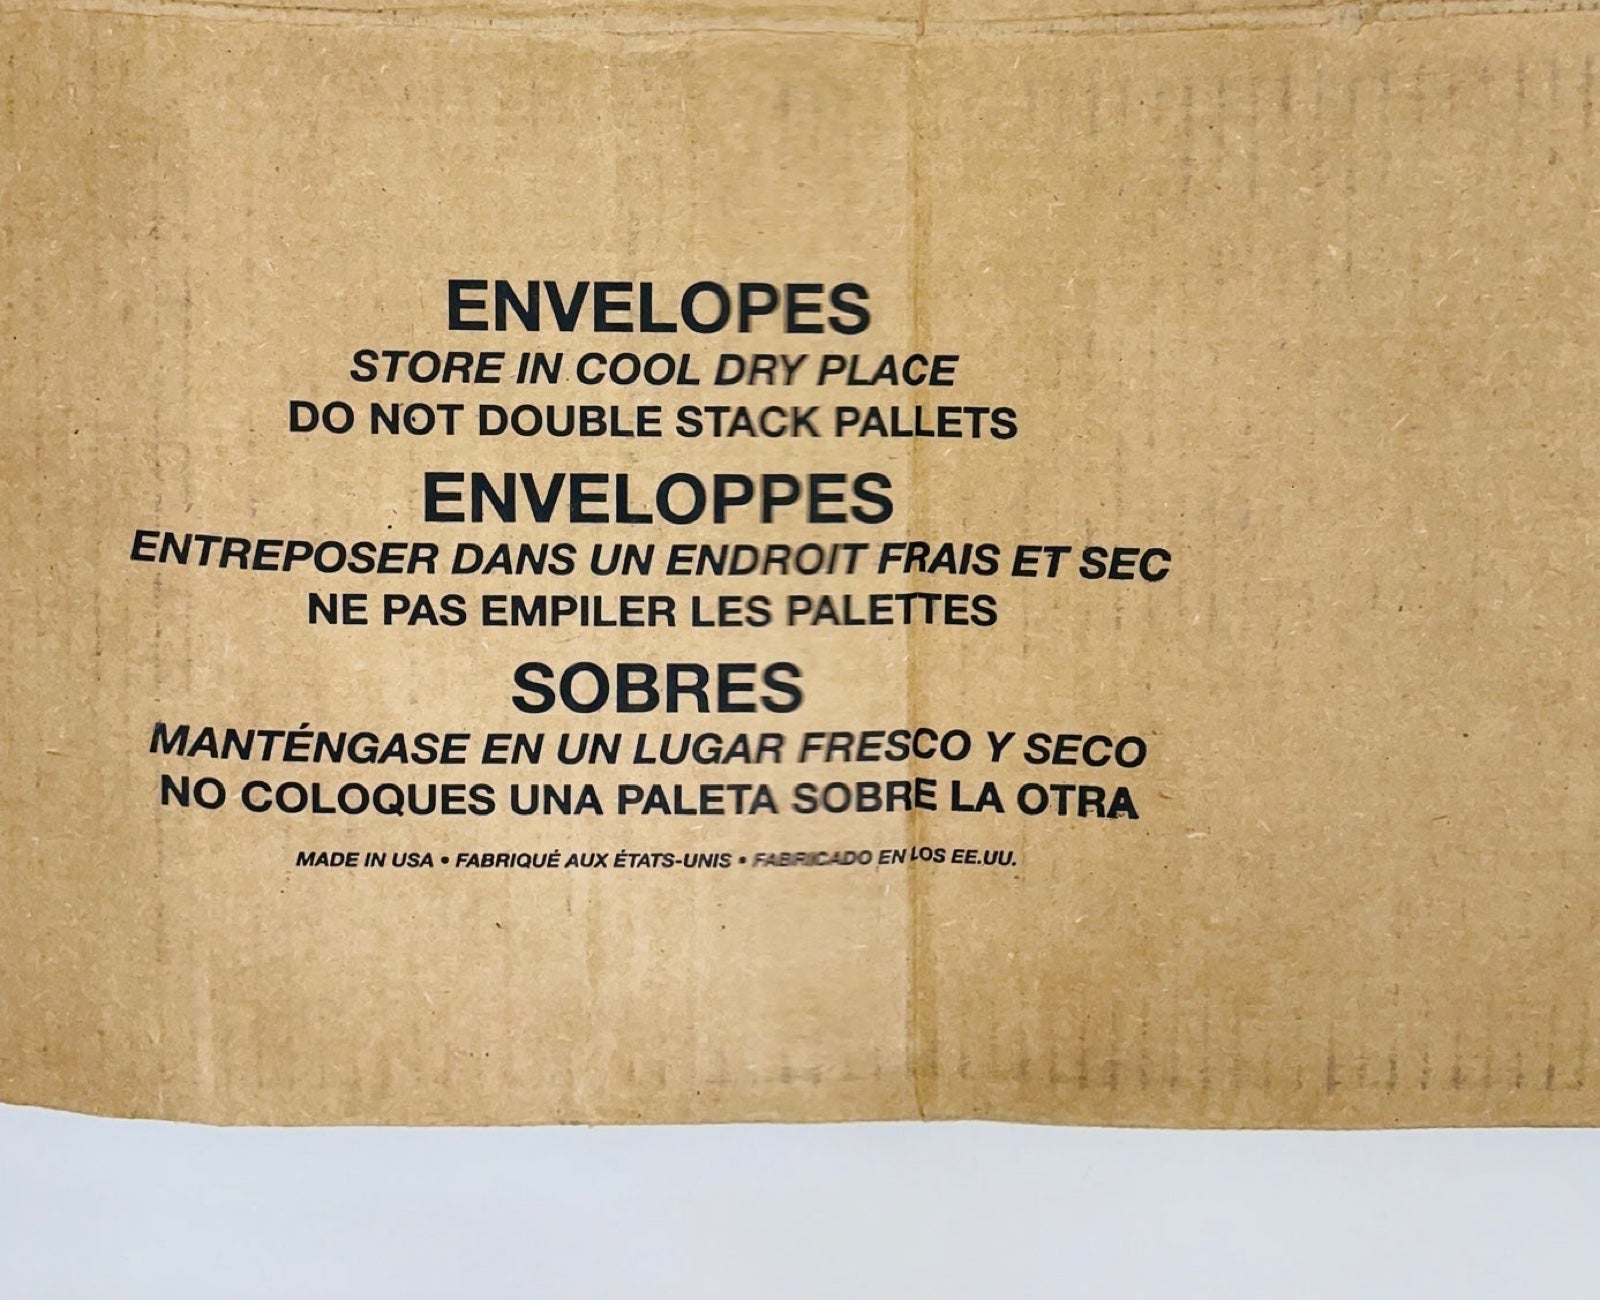 ENVELOPES
STORE IN COOL DRY PLACE
DO NOT DOUBLE STACK PALLETS
ENVELOPPES
ENTREPOSER DANS UN ENDROIT FRAIS ET SEC
NE PAS EMPILER LES PALETTES
SOBRES
MANTÉNGASE EN UN LUGAR FRESCO Y SECO
NO COLOQUES UNA PALETA SOBRE LA OTRA
MADE IN USA • FABRIQUÉ AUX ÉTATS-UNIS • FABRICADO EN LOS EE.UU.